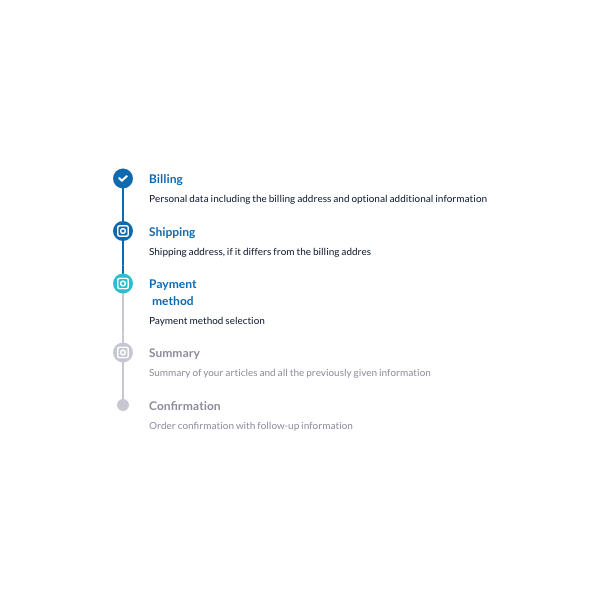 Billing
Personal data including the billing address and optional additional information
Shipping
Shipping address, if it differs from the billing addres
Payment
method
Payment method selection
Summary
Summary of your articles and all the previously given information
Confirmation
Order confirmation with follow-up information